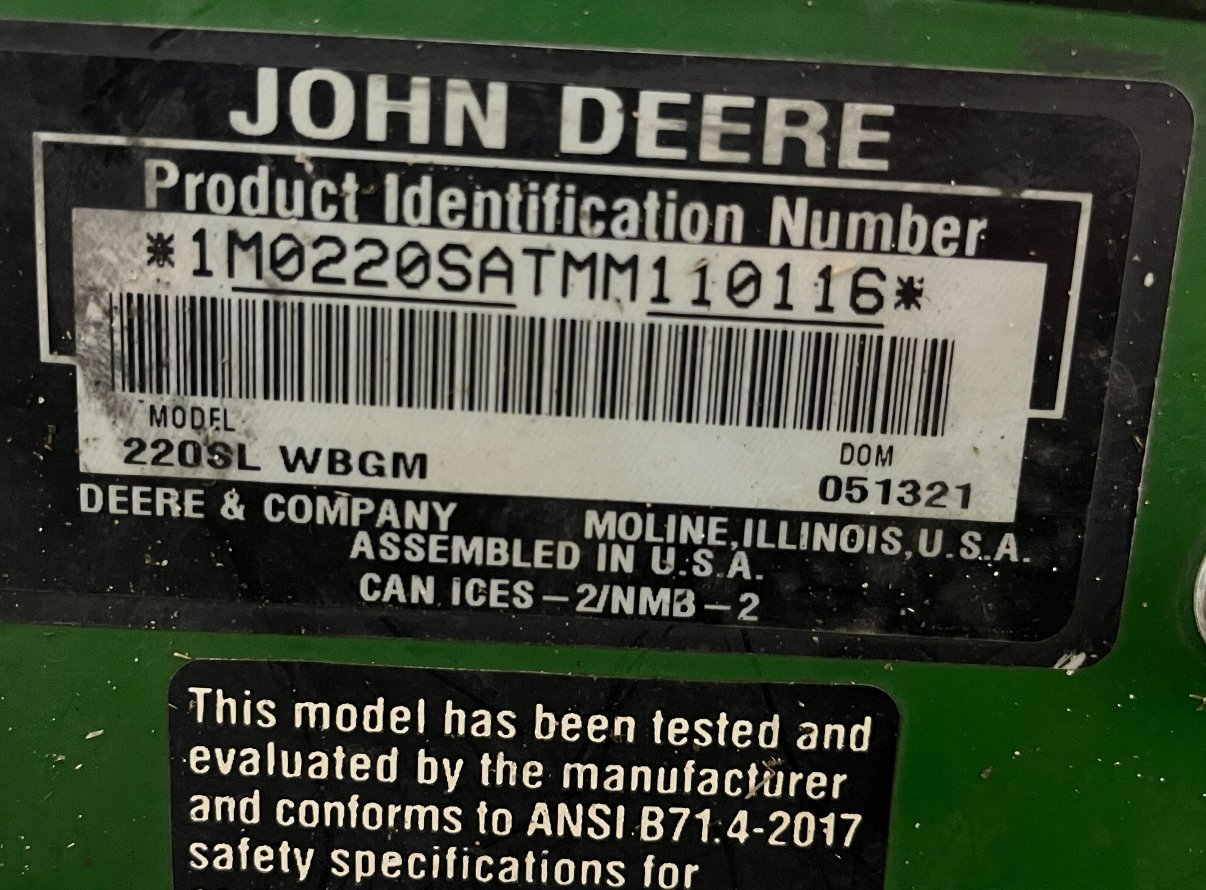 JOHN DEERE
Product Identification Number
*1M0220SATMM110116*
MODEL
220SL WBGM
DOM
051321
DEERE & COMPANY MOLINE, ILLINOIS, U.S.A.
ASSEMBLED IN U.S.A.
CAN ICES-2/NMB-2
This model has been tested and
evaluated by the manufacturer
and conforms to ANSI B71.4-2017
safety specifications for